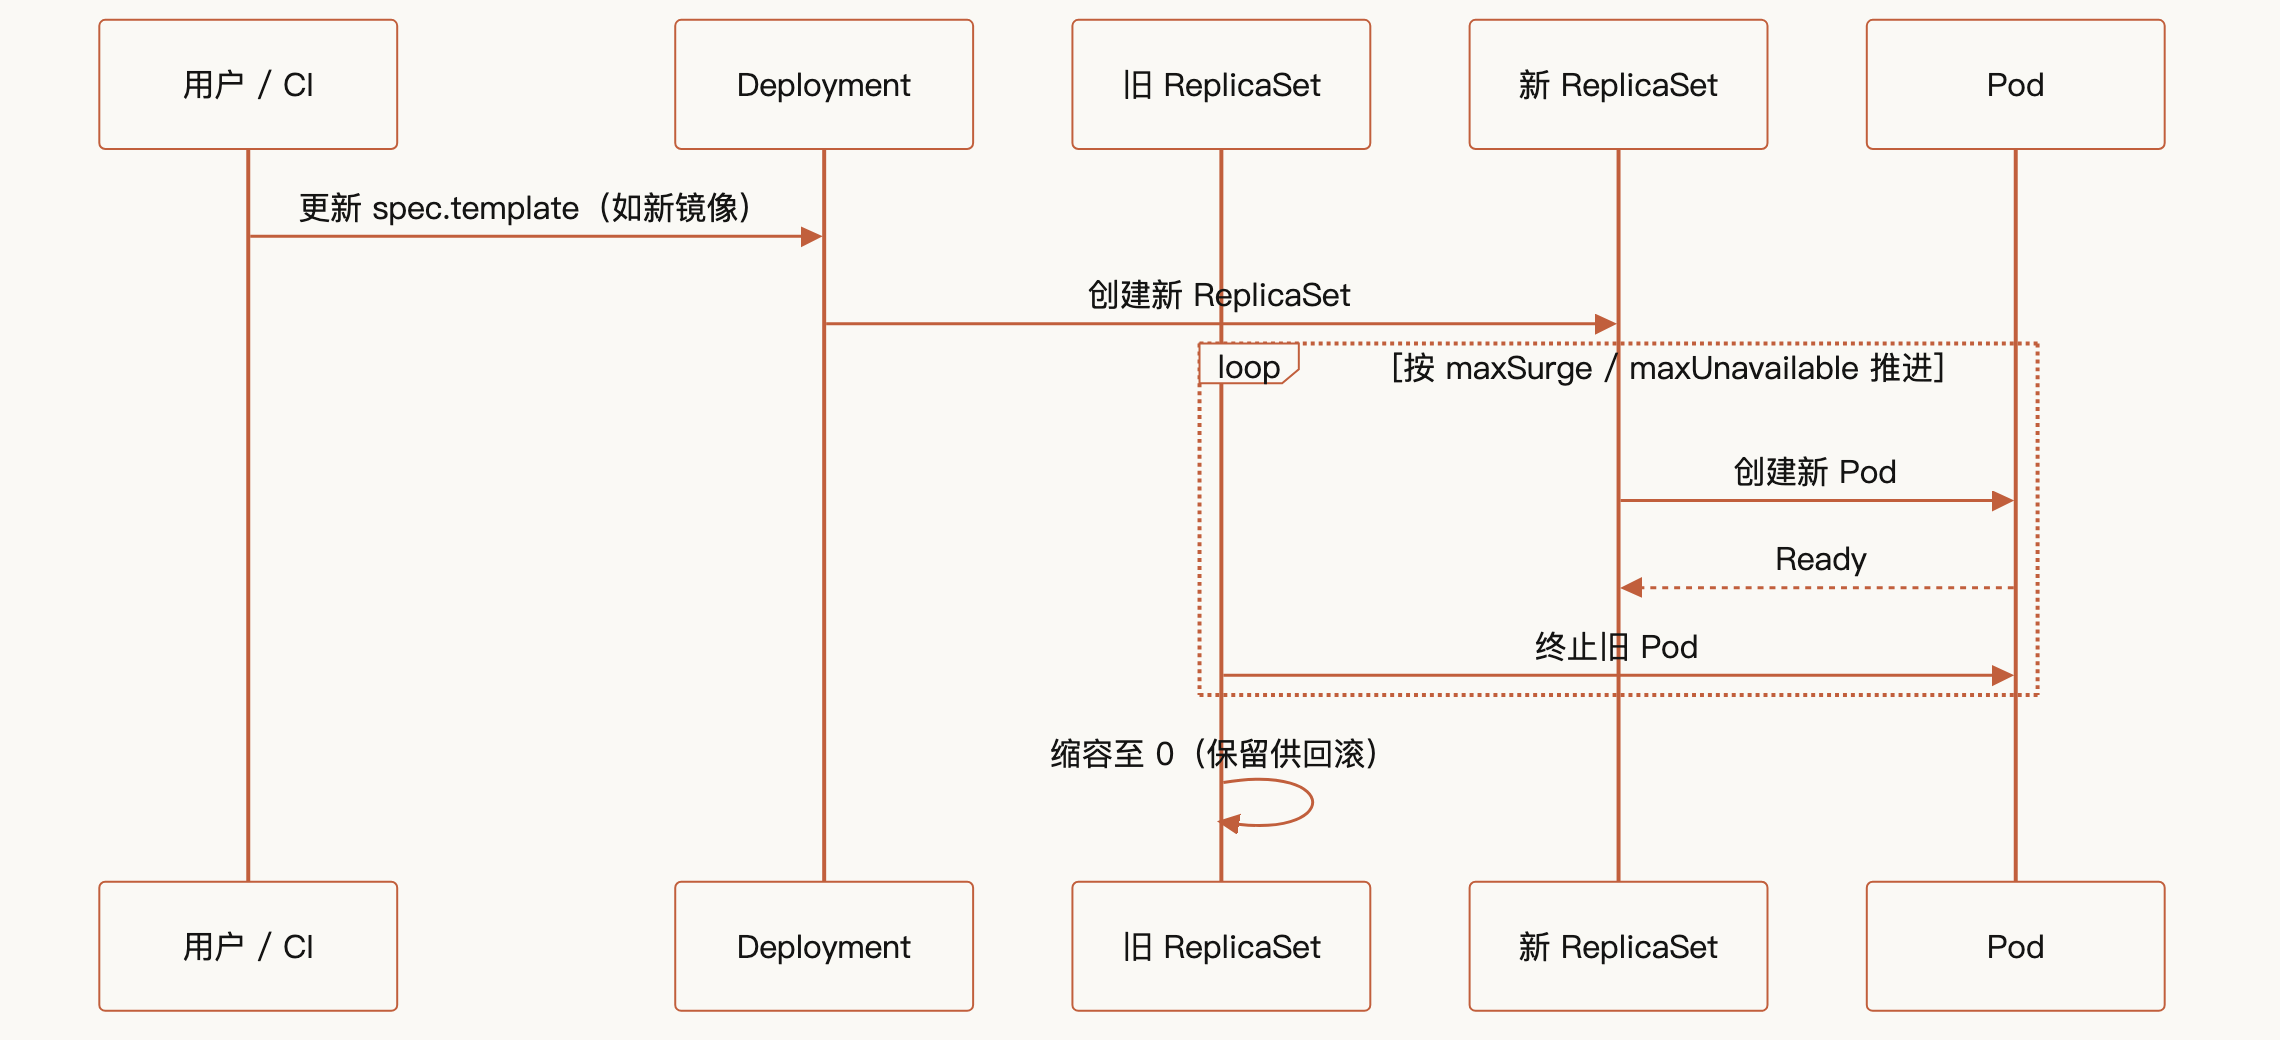 用户 / CI
Deployment
旧 ReplicaSet
新 ReplicaSet
Pod
更新 spec.template（如新镜像）
创建新 ReplicaSet
loop
[按 maxSurge / maxUnavailable 推进]
创建新 Pod
Ready
终止旧 Pod
缩容至 0（保留供回滚）
用户 / CI
Deployment
旧 ReplicaSet
新 ReplicaSet
Pod